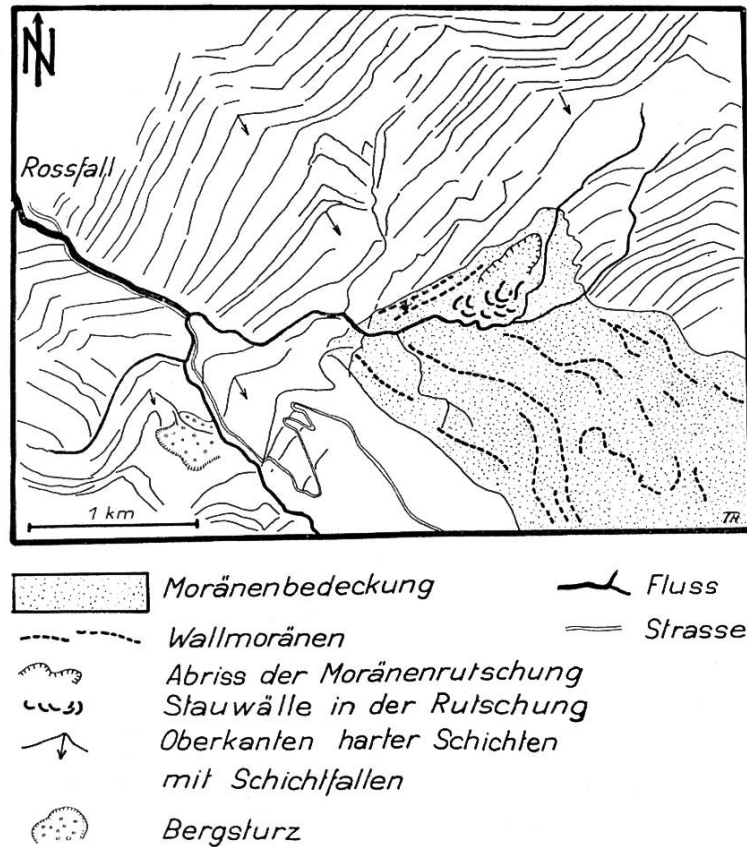 N
Rossfall
1 km
TR.
Moränenbedeckung
Fluss
Wallmoränen
Strasse
Abriss der Moränenrutschung
Stauwälle in der Rutschung
Oberkanten harter Schichten
mit Schichtfallen
Bergsturz